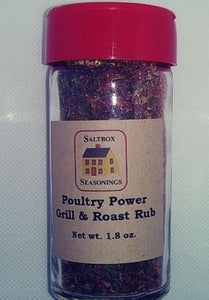 SALTBOX
SEASONINGS
Poultry Power
Grill & Roast Rub
Net wt. 1.8 oz.